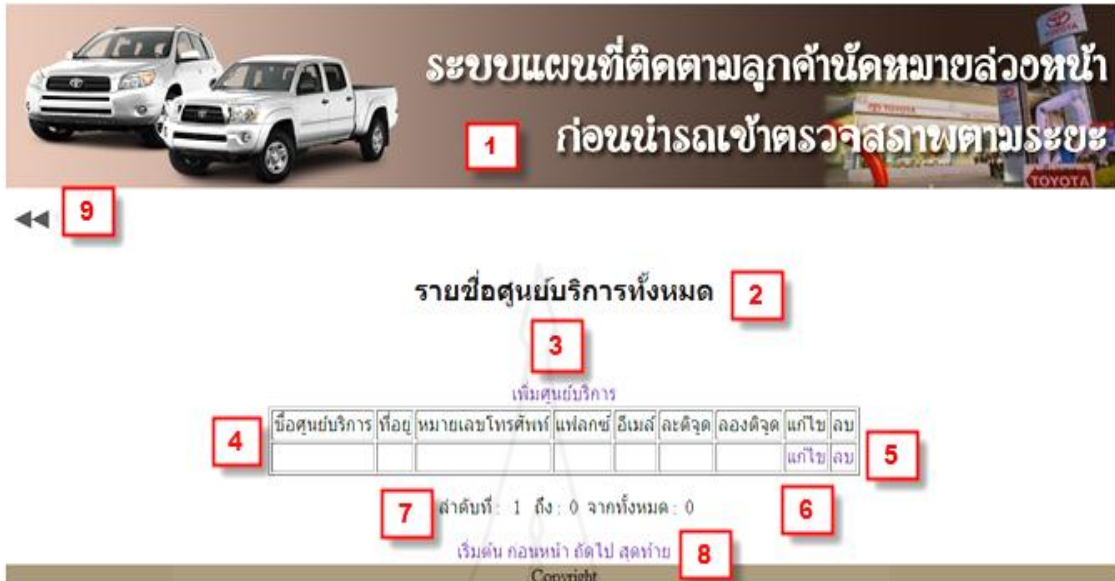 ระบบแผนที่ติดตามลูกค้านัดหมายล่วงหน้า
1 ก่อนนำรถเข้าตรวจสภาพตามระยะ
TOYOTA
9
รายชื่อศูนย์บริการทั้งหมด 2
3
เพิ่มศูนย์บริการ
4 ชื่อศูนย์บริการ ที่อยู่ หมายเลขโทรศัพท์ แฟลกซ์ อีเมล์ ละติจูด ลองติจูด แก้ไข ลบ
แก้ไข ลบ 5
7 ลำดับที่ : 1 ถึง : 0 จากทั้งหมด : 0 6
เริ่มต้น ก่อนหน้า ถัดไป สุดท้าย 8
Copyright